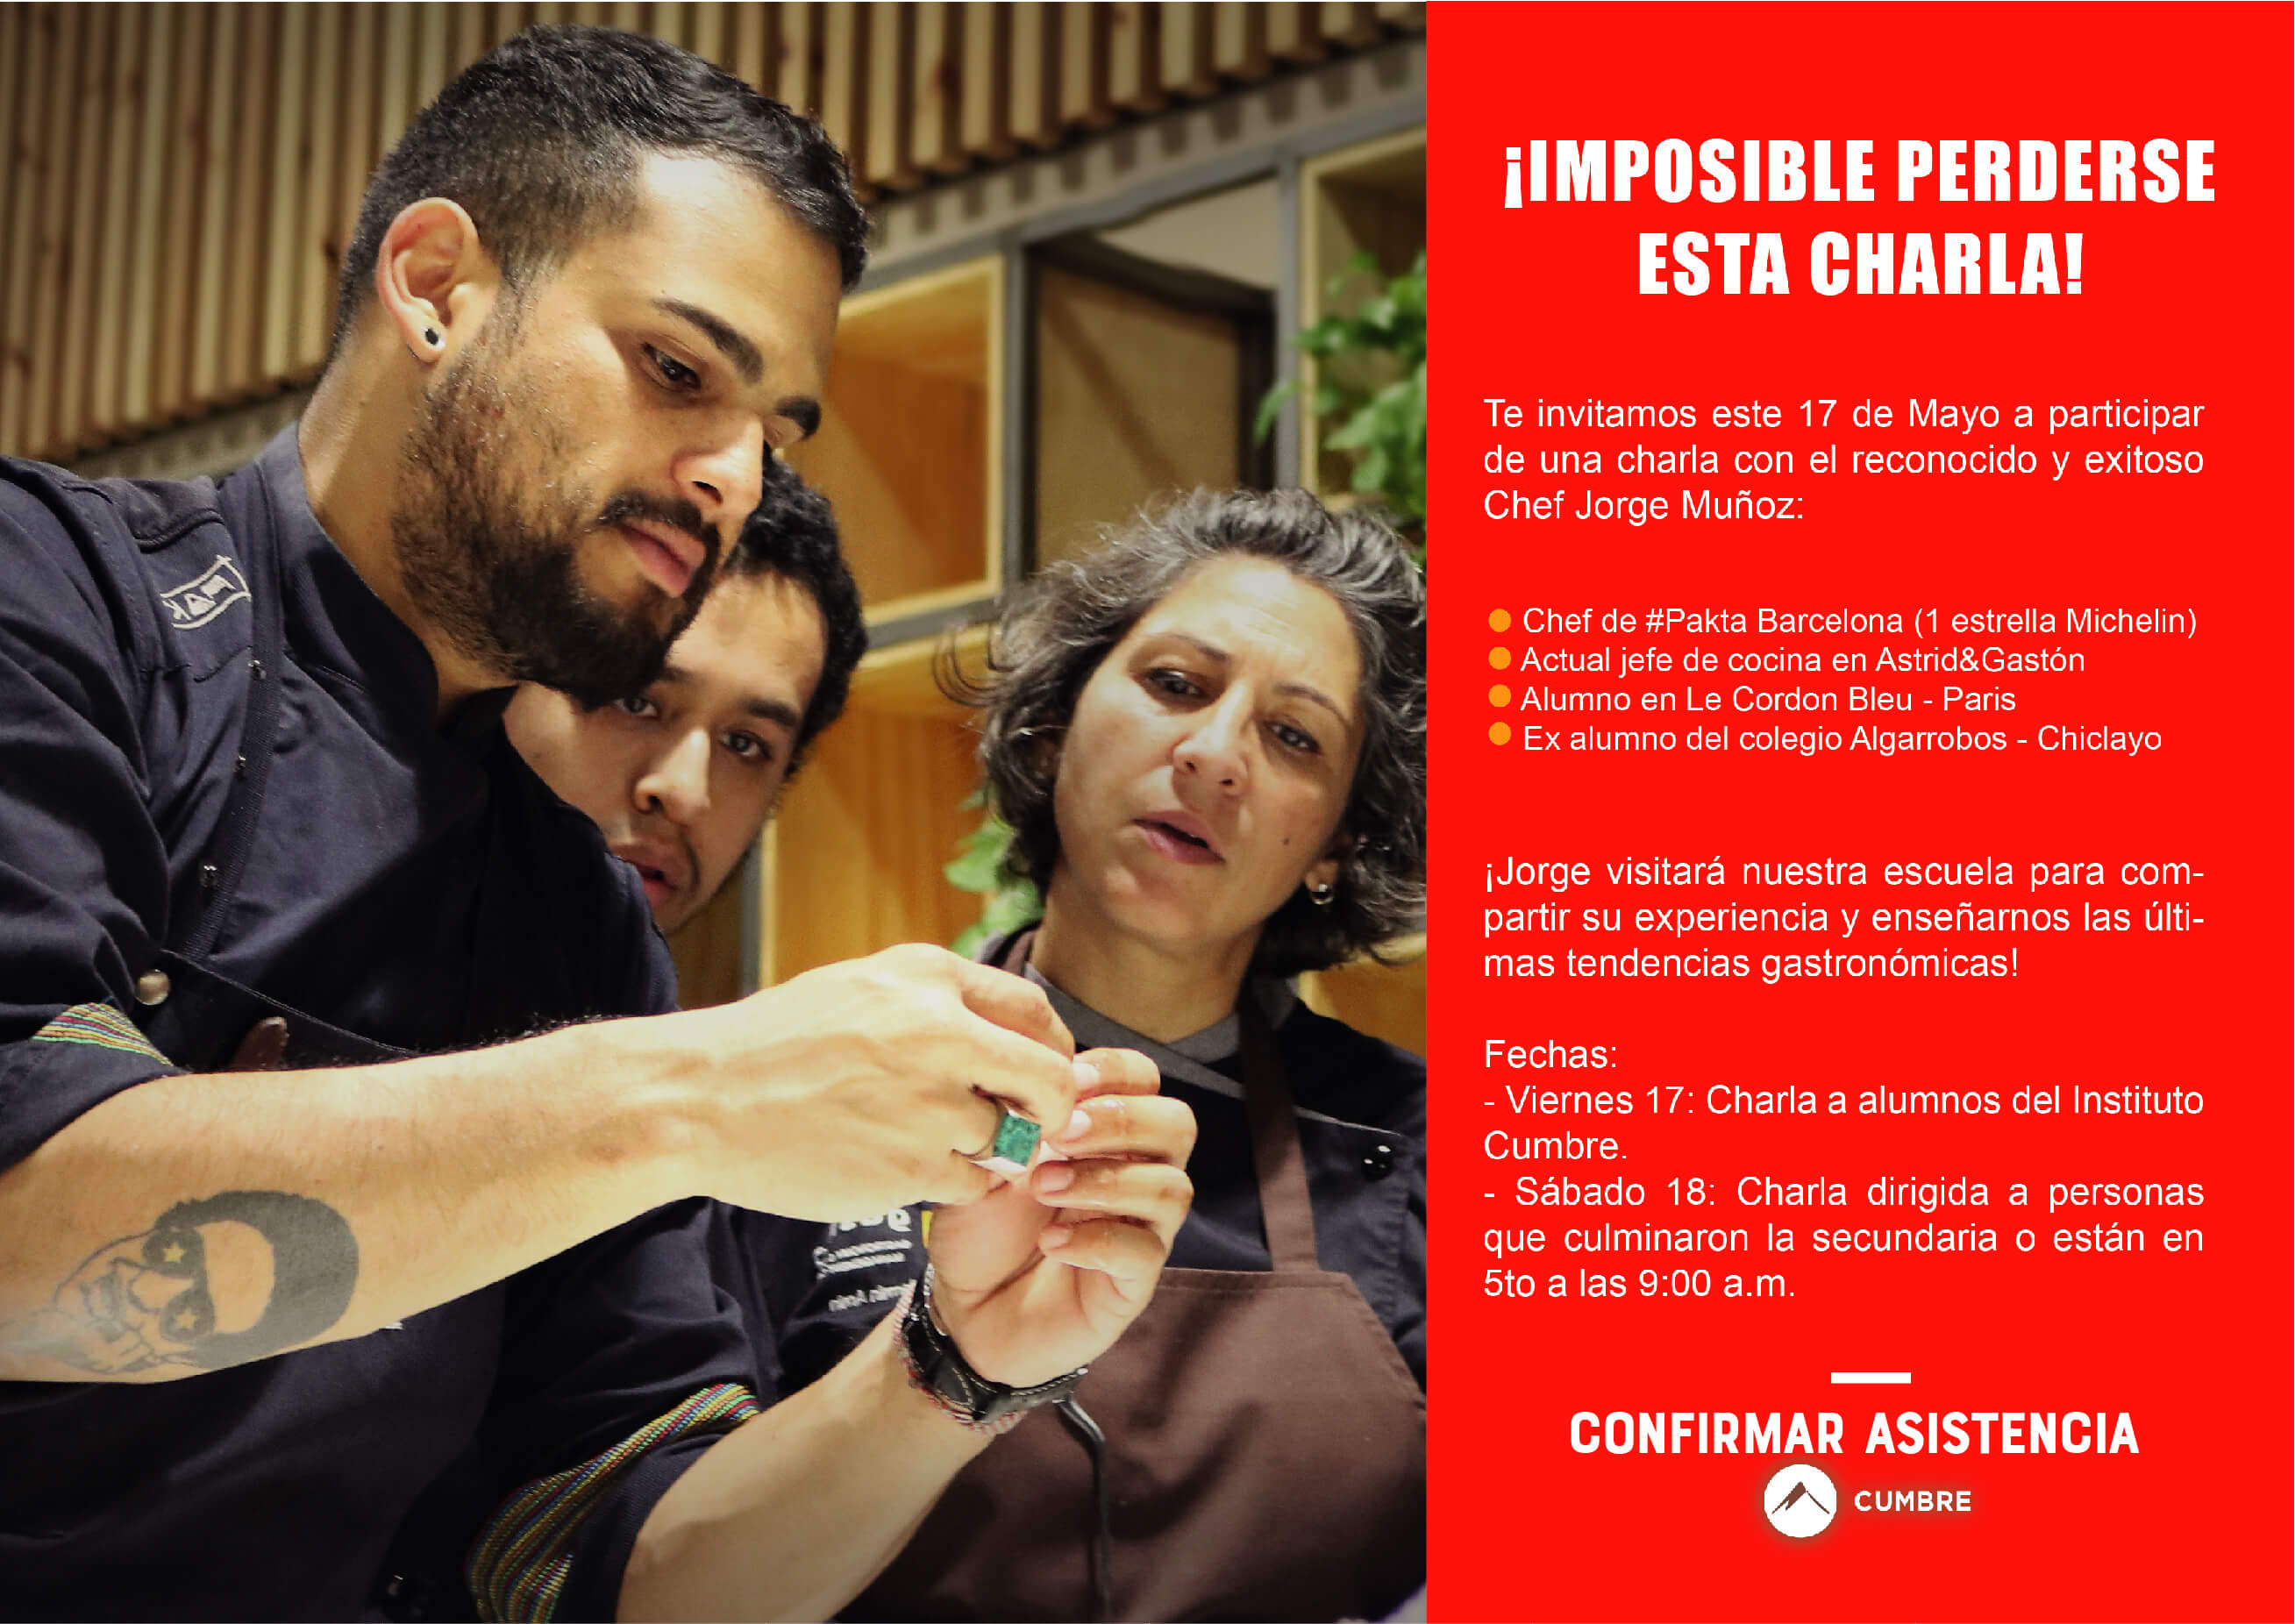 ¡IMPOSIBLE PERDERSE
ESTA CHARLA!
Te invitamos este 17 de Mayo a participar
de una charla con el reconocido y exitoso
Chef Jorge Muñoz:
Chef de #Pakta Barcelona (1 estrella Michelin)
Actual jefe de cocina en Astrid&Gastón
Alumno en Le Cordon Bleu - Paris
Ex alumno del colegio Algarrobos - Chiclayo
¡Jorge visitará nuestra escuela para com-
partir su experiencia y enseñarnos las últi-
mas tendencias gastronómicas!
Fechas:
- Viernes 17: Charla a alumnos del Instituto
Cumbre.
- Sábado 18: Charla dirigida a personas
que culminaron la secundaria o están en
5to a las 9:00 a.m.
CONFIRMAR ASISTENCIA
CUMBRE